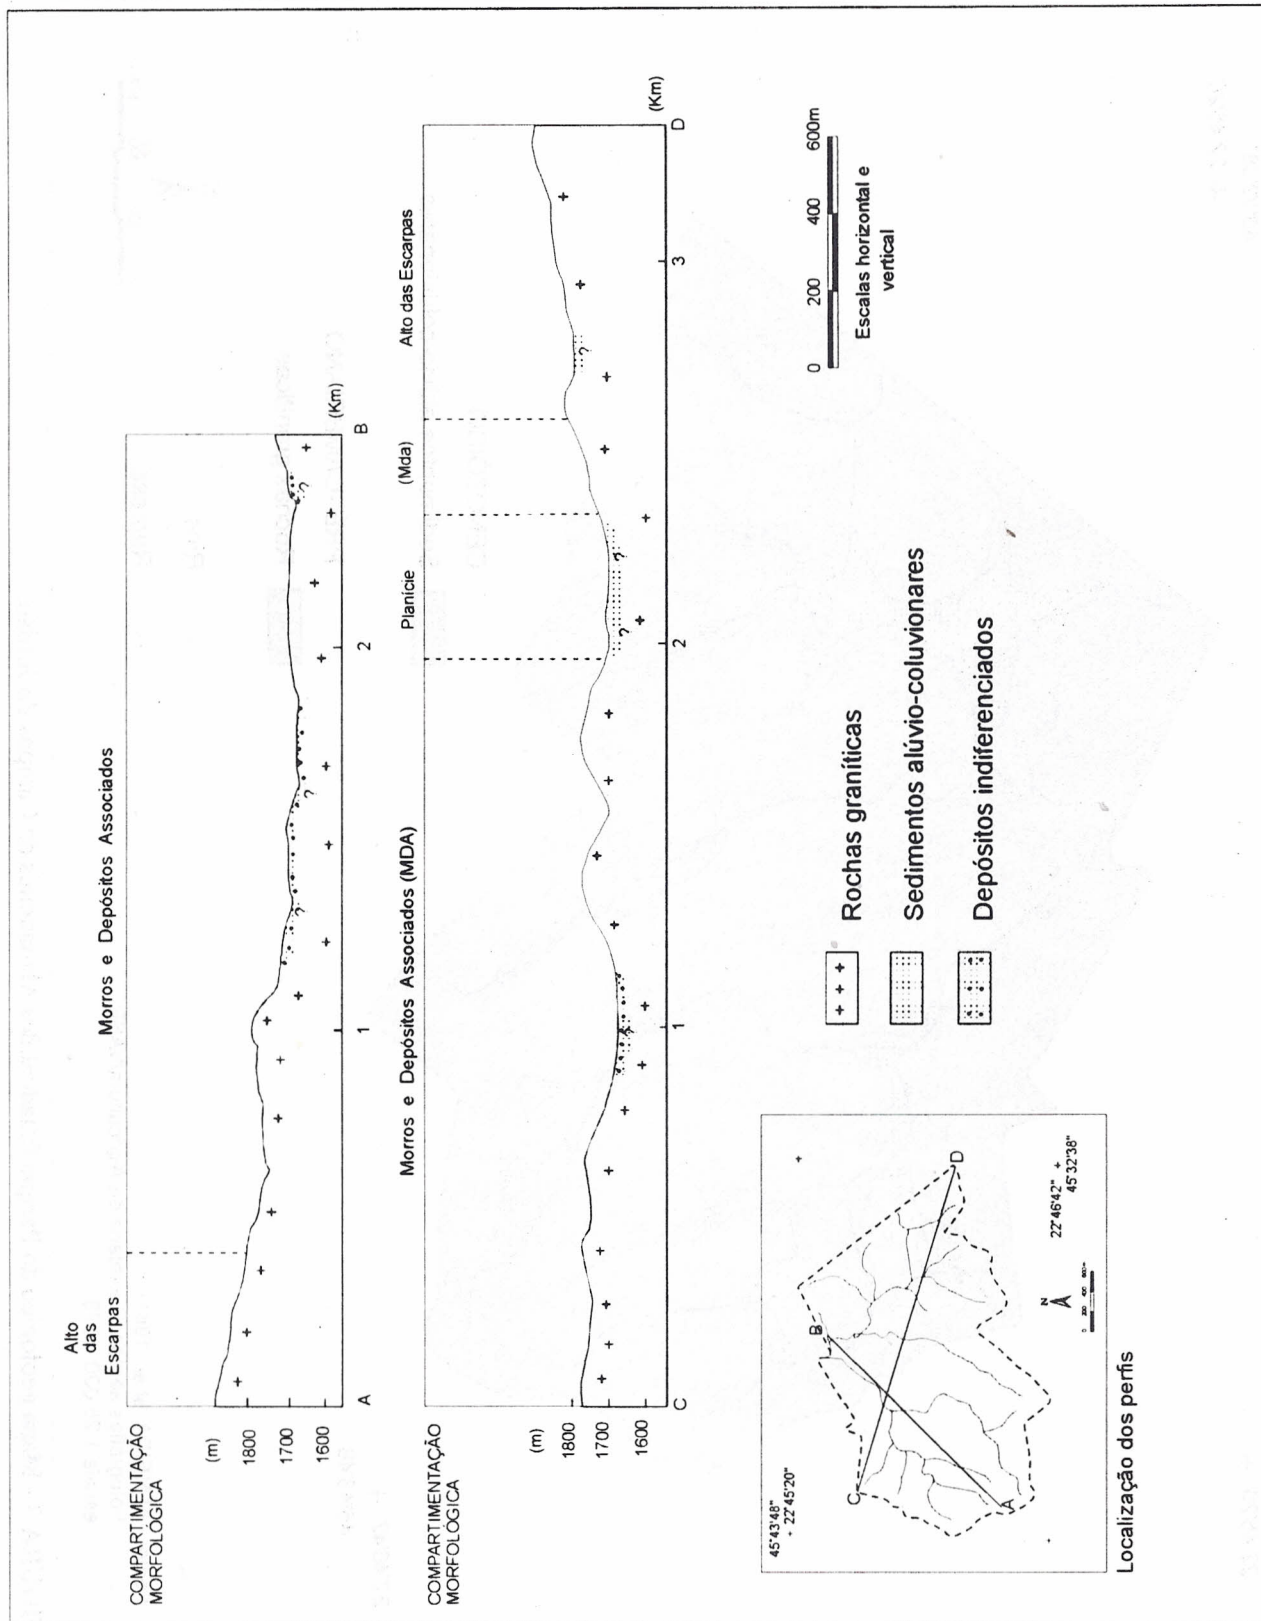 Alto
das
Escarpas
Morros e Depósitos Associados
COMPARTIMENTAÇÃO
MORFOLÓGICA
(m)
1800
1700
1600
?
?
?
A
1
2
B
(Km)
COMPARTIMENTAÇÃO
MORFOLÓGICA
Morros e Depósitos Associados (MDA)
Planície
(Mda)
Alto das Escarpas
(m)
1800
1700
1600
?
?
?
?
C
1
2
3
D
(Km)
45°43'48"
22°45'20"
A
B
C
D
N
22°46'42"
45°32'38"
Localização dos perfis
Rochas graníticas
Sedimentos alúvio-coluvionares
Depósitos indiferenciados
0 200 400 600m
Escalas horizontal e
vertical